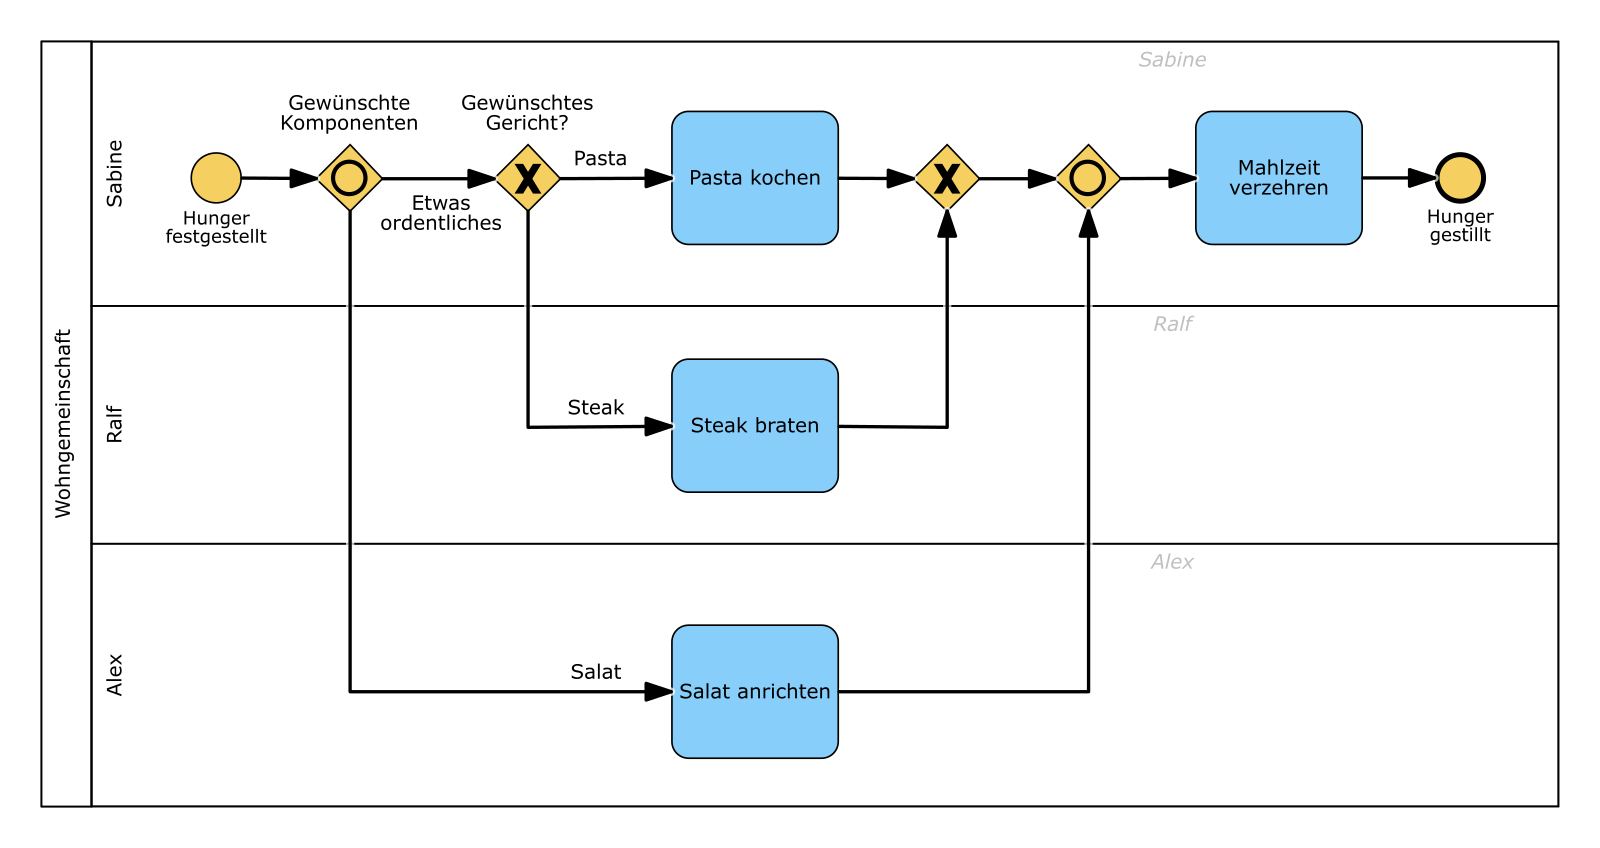 Sabine
Gewünschte
Komponenten
Gewünschtes
Gericht?
Pasta
Sabine
Pasta kochen
Mahlzeit
verzehren
Etwas
ordentliches
Hunger
festgestellt
Hunger
gestillt
Wohngemeinschaft
Ralf
Ralf
Steak
Steak braten
Alex
Alex
Salat
Salat anrichten